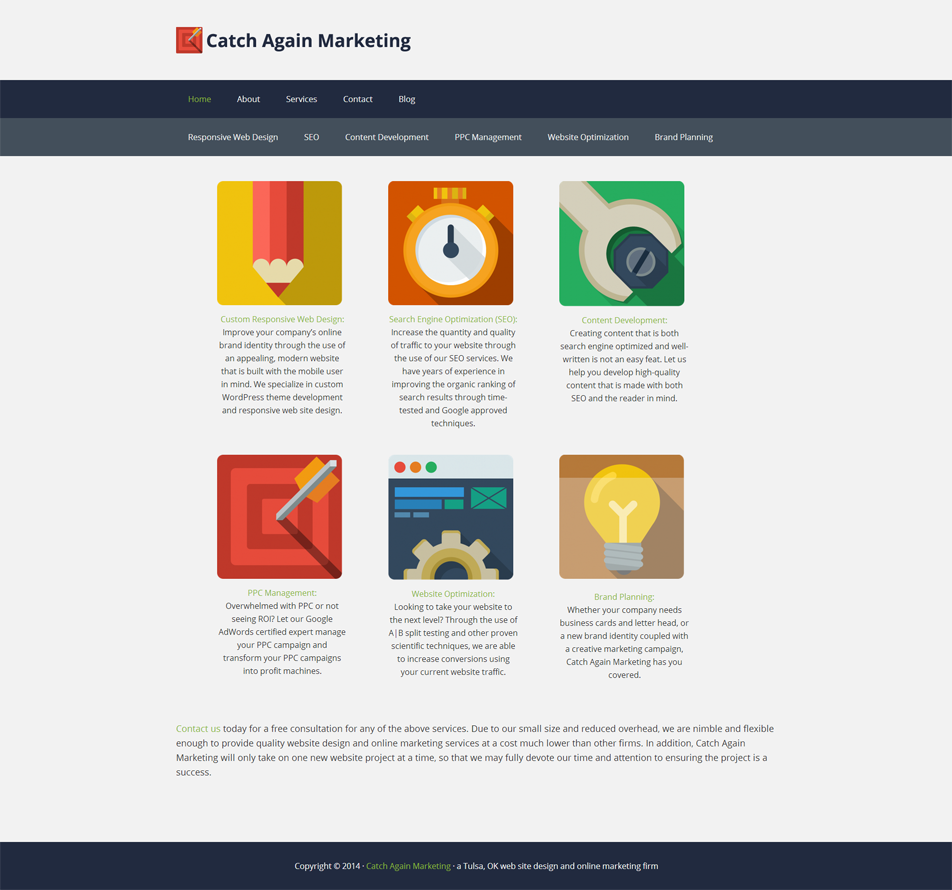 Catch Again Marketing
Home About Services Contact Blog
Responsive Web Design SEO Content Development PPC Management Website Optimization Brand Planning
Custom Responsive Web Design:
Improve your company's online
brand identity through the use of
an appealing, modern website
that is built with the mobile user
in mind. We specialize in custom
WordPress theme development
and responsive web site design.
Search Engine Optimization (SEO):
Increase the quantity and quality
of traffic to your website through
the use of our SEO services. We
have years of experience in
improving the organic ranking of
search results through time-
tested and Google approved
techniques.
Content Development:
Creating content that is both
search engine optimized and well-
written is not an easy feat. Let us
help you develop high-quality
content that is made with both
SEO and the reader in mind.
PPC Management:
Overwhelmed with PPC or not
seeing ROI? Let our Google
AdWords certified expert manage
your PPC campaign and
transform your PPC campaigns
into profit machines.
Website Optimization:
Looking to take your website to
the next level? Through the use of
A|B split testing and other proven
scientific techniques, we are able
to increase conversions using
your current website traffic.
Brand Planning:
Whether your company needs
business cards and letter head, or
a new brand identity coupled with
a creative marketing campaign,
Catch Again Marketing has you
covered.
Contact us today for a free consultation for any of the above services. Due to our small size and reduced overhead, we are nimble and flexible
enough to provide quality website design and online marketing services at a cost much lower than other firms. In addition, Catch Again
Marketing will only take on one new website project at a time, so that we may fully devote our time and attention to ensuring the project is a
success.
Copyright © 2014 · Catch Again Marketing · a Tulsa, OK web site design and online marketing firm